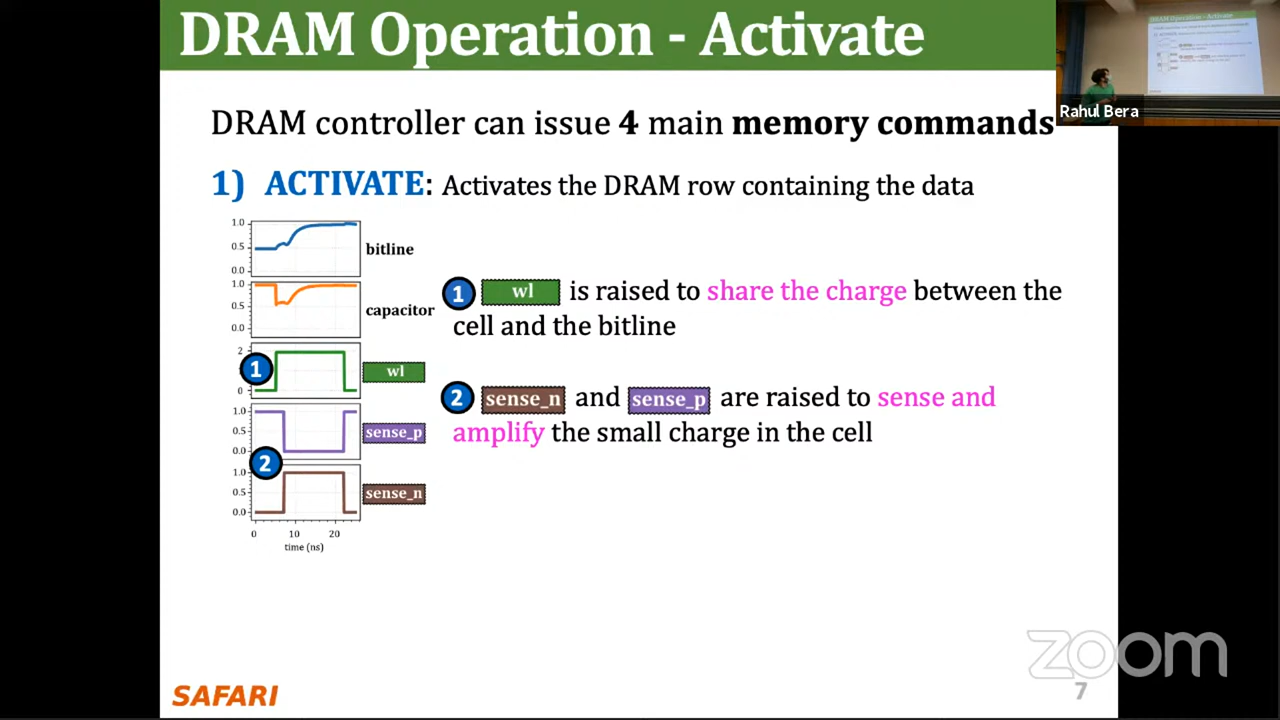 DRAM Operation - Activate
Rahul Bera
DRAM controller can issue 4 main memory commands
1) ACTIVATE: Activates the DRAM row containing the data
1.0
0.5
0.0
bitline
1.0
0.5
0.0
capacitor
2
0
1
wl
1.0
0.5
0.0
sense_p
2
1.0
0.5
0.0
sense_n
0 10 20
time (ns)
1 wl is raised to share the charge between the
cell and the bitline
2 sense_n and sense_p are raised to sense and
amplify the small charge in the cell
zoom
SAFARI
7